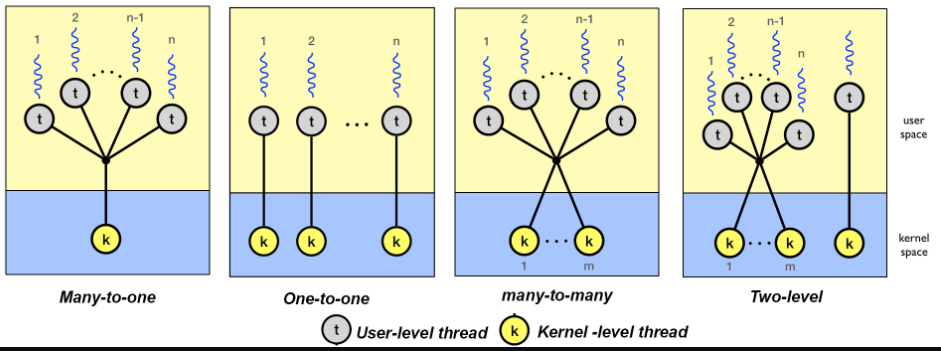 2 n-1
1 n
t t
t t
k
Many-to-one
1 2 n
t t ... t
k k k
One-to-one
2 n-1
1 n
t t
t t
k ... k
1 m
many-to-many
2 n-1
1 n
t t t
t t
k ... k k
1 m
Two-level
user
space
kernel
space
t User-level thread k Kernel -level thread